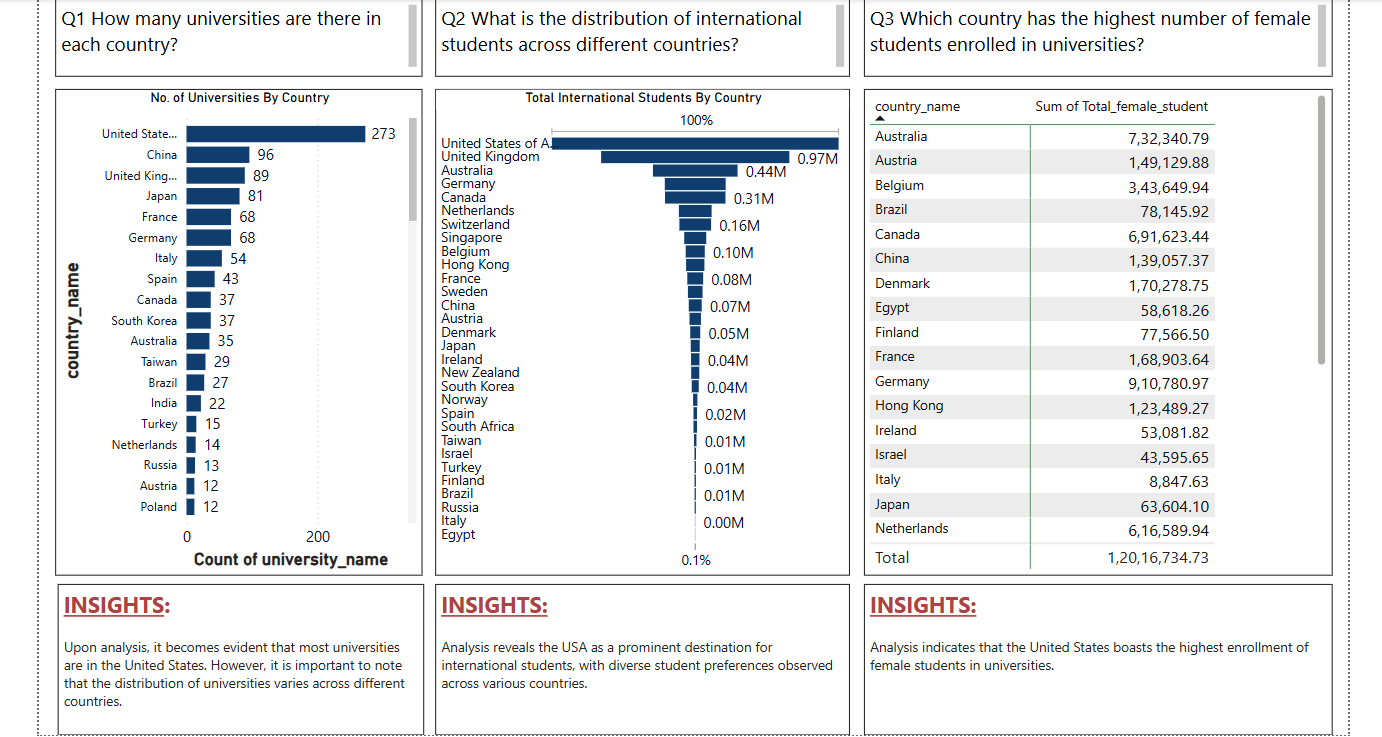 Q1 How many universities are there in
each country?
Q2 What is the distribution of international
students across different countries?
Q3 Which country has the highest number of female
students enrolled in universities?
No. of Universities By Country
country_name
United State... 273
China 96
United King... 89
Japan 81
France 68
Germany 68
Italy 54
Spain 43
Canada 37
South Korea 37
Australia 35
Taiwan 29
Brazil 27
India 22
Turkey 15
Netherlands 14
Russia 13
Austria 12
Poland 12
0 200
Count of university_name
Total International Students By Country
100%
United States of A...
United Kingdom 0.97M
Australia 0.44M
Germany
Canada 0.31M
Netherlands
Switzerland 0.16M
Singapore
Belgium 0.10M
Hong Kong
France 0.08M
Sweden
China 0.07M
Austria
Denmark 0.05M
Japan
Ireland 0.04M
New Zealand
South Korea 0.04M
Norway
Spain 0.02M
South Africa
Taiwan 0.01M
Israel
Turkey 0.01M
Finland
Brazil 0.01M
Russia
Italy 0.00M
Egypt
0.1%
country_name Sum of Total_female_student
Australia 7,32,340.79
Austria 1,49,129.88
Belgium 3,43,649.94
Brazil 78,145.92
Canada 6,91,623.44
China 1,39,057.37
Denmark 1,70,278.75
Egypt 58,618.26
Finland 77,566.50
France 1,68,903.64
Germany 9,10,780.97
Hong Kong 1,23,489.27
Ireland 53,081.82
Israel 43,595.65
Italy 8,847.63
Japan 63,604.10
Netherlands 6,16,589.94
Total 1,20,16,734.73
INSIGHTS:
Upon analysis, it becomes evident that most universities
are in the United States. However, it is important to note
that the distribution of universities varies across different
countries.
INSIGHTS:
Analysis reveals the USA as a prominent destination for
international students, with diverse student preferences observed
across various countries.
INSIGHTS:
Analysis indicates that the United States boasts the highest enrollment of
female students in universities.